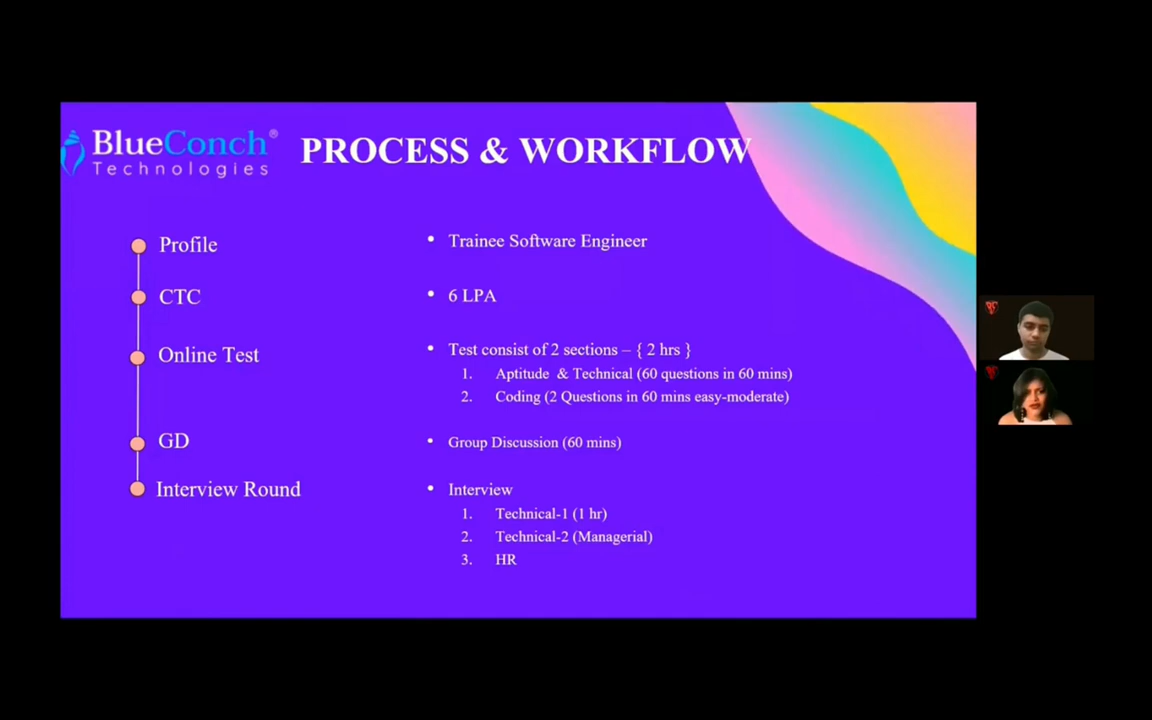 BlueConch®
Technologies
PROCESS & WORKFLOW
Profile
• Trainee Software Engineer
CTC
• 6 LPA
Online Test
• Test consist of 2 sections – { 2 hrs }
1. Aptitude & Technical (60 questions in 60 mins)
2. Coding (2 Questions in 60 mins easy-moderate)
GD
• Group Discussion (60 mins)
Interview Round
• Interview
1. Technical-1 (1 hr)
2. Technical-2 (Managerial)
3. HR